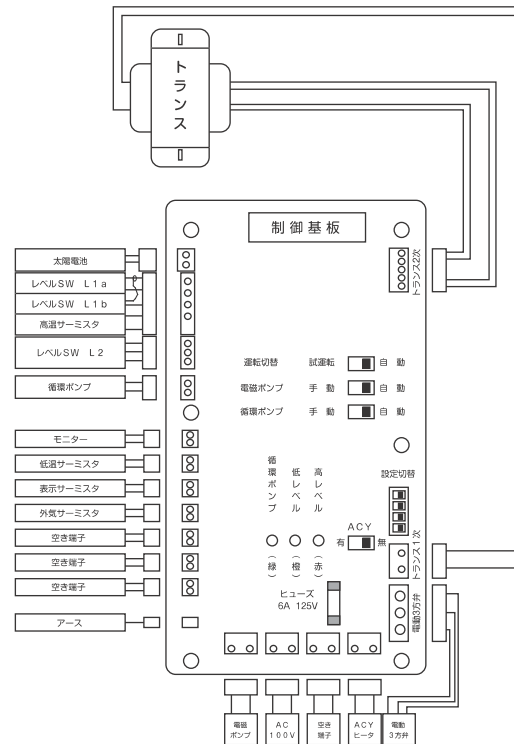 トランス
制御基板
太陽電池
レベルSW L1a
レベルSW L1b
高温サーミスタ
レベルSW L2
循環ポンプ
モニター
低温サーミスタ
表示サーミスタ
外気サーミスタ
空き端子
空き端子
空き端子
アース
トランス2次
運転切替 試運転 自動
電磁ポンプ 手動 自動
循環ポンプ 手動 自動
循環ポンプ
低レベル
高レベル
(緑)
(橙)
(赤)
設定切替
ACY
有 無
トランス1次
ヒューズ
6A 125V
電動3方弁
電磁
ポンプ
AC
100V
空き
端子
ACY
ヒータ
電動
3方弁